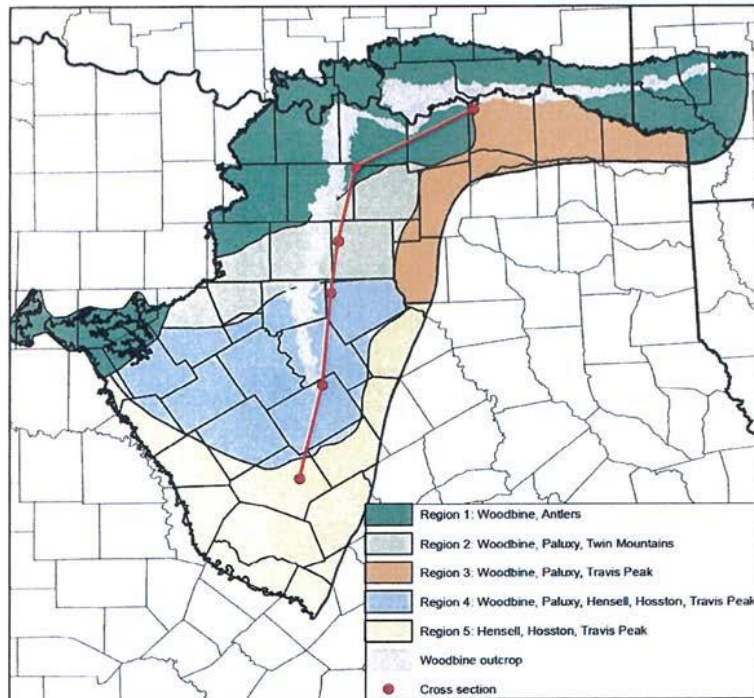 Region 1: Woodbine, Antlers
Region 2: Woodbine, Paluxy, Twin Mountains
Region 3: Woodbine, Paluxy, Travis Peak
Region 4: Woodbine, Paluxy, Hensell, Hosston, Travis Peak
Region 5: Hensell, Hosston, Travis Peak
Woodbine outcrop
Cross section